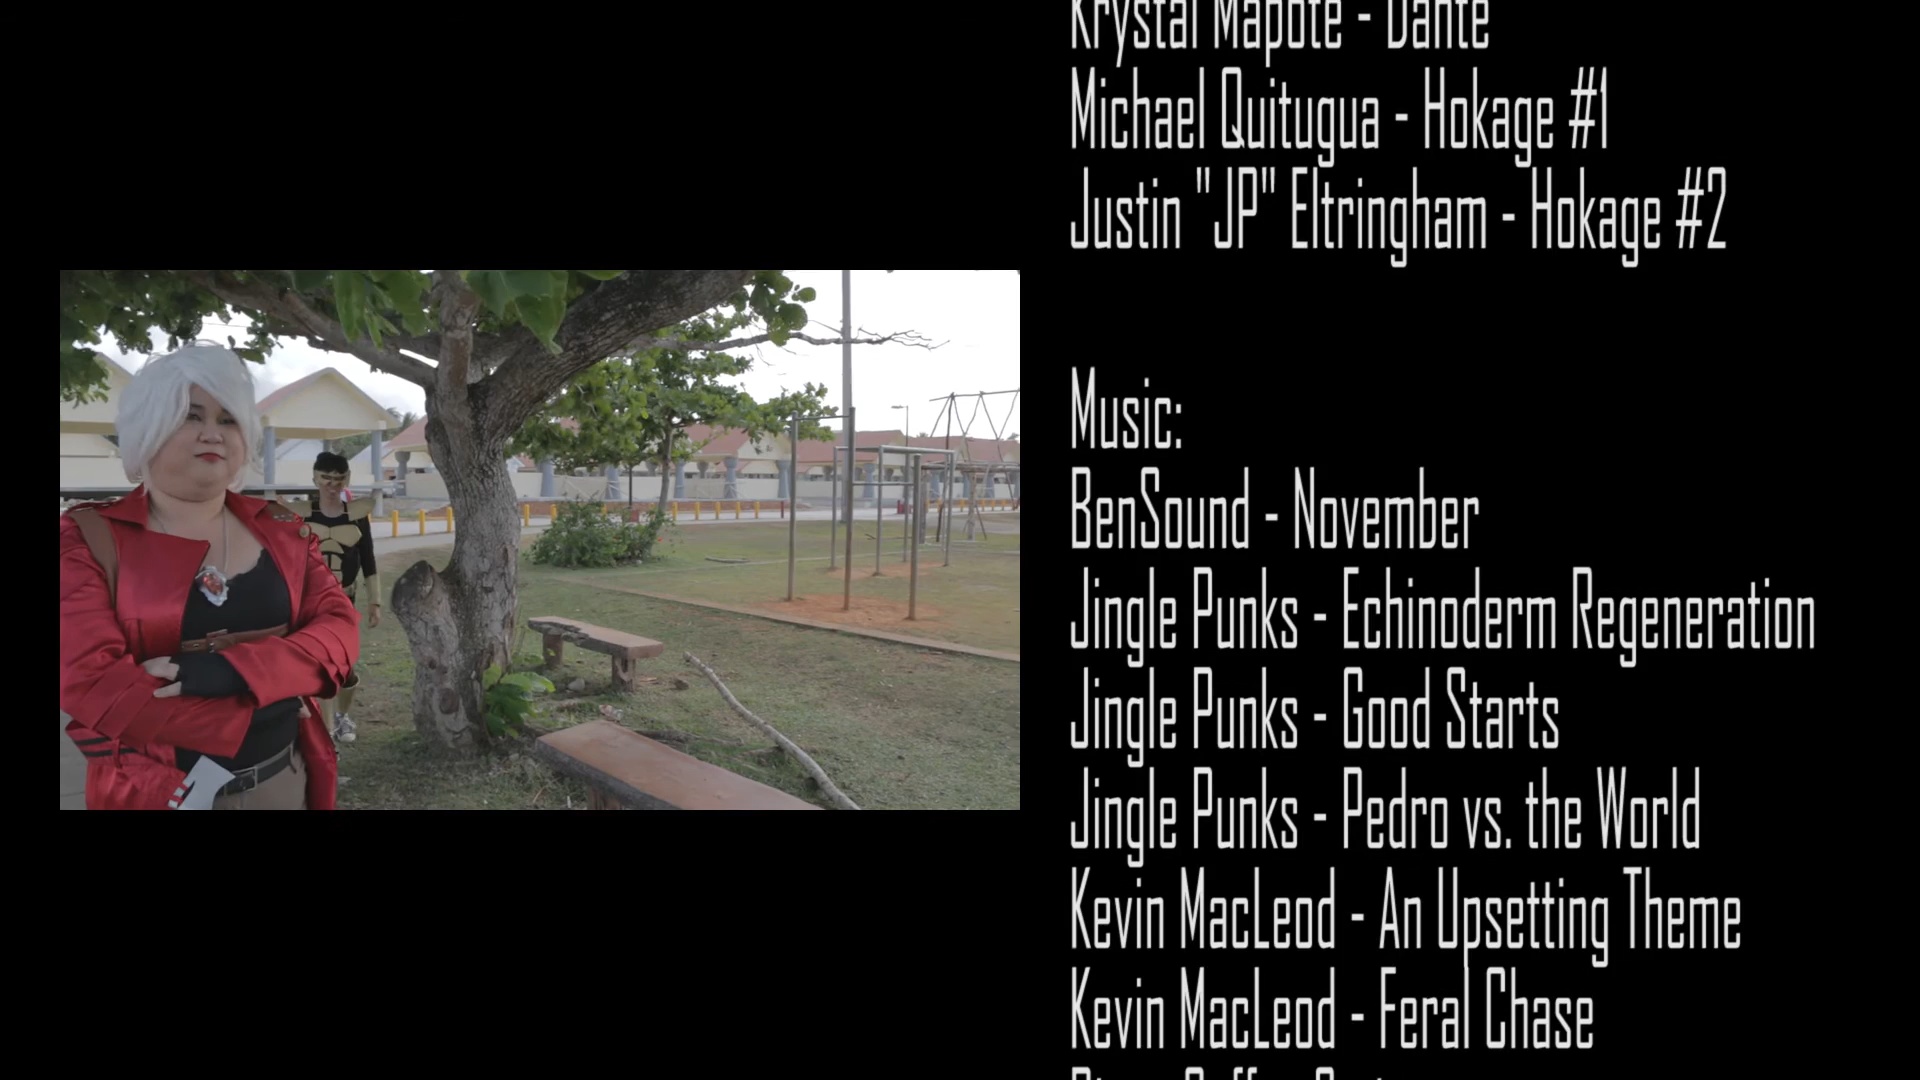 Krystal Mapote - Dante
Michael Quitugua - Hokage #1
Justin "JP" Eltringham - Hokage #2
Music:
BenSound - November
Jingle Punks - Echinoderm Regeneration
Jingle Punks - Good Starts
Jingle Punks - Pedro vs. the World
Kevin MacLeod - An Upsetting Theme
Kevin MacLeod - Feral Chase